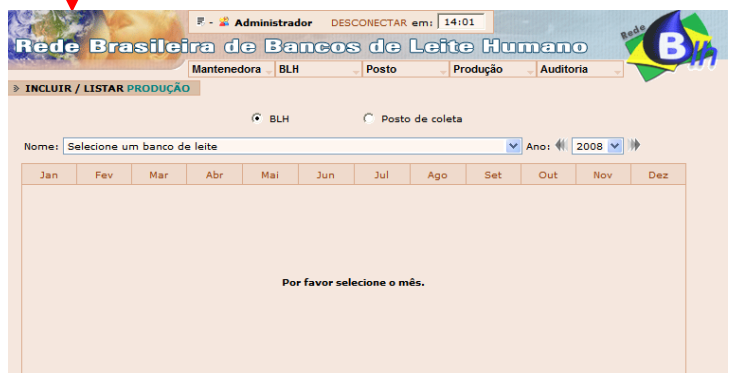 Administrador DESCONECTAR em: 14:01
Rede Brasileira de Bancos de Leite Humano
Rede Blh
Mantenedora BLH Posto Produção Auditoria
INCLUIR / LISTAR PRODUÇÃO
BLH Posto de coleta
Nome: Selecione um banco de leite Ano: 2008
Jan Fev Mar Abr Mai Jun Jul Ago Set Out Nov Dez
Por favor selecione o mês.